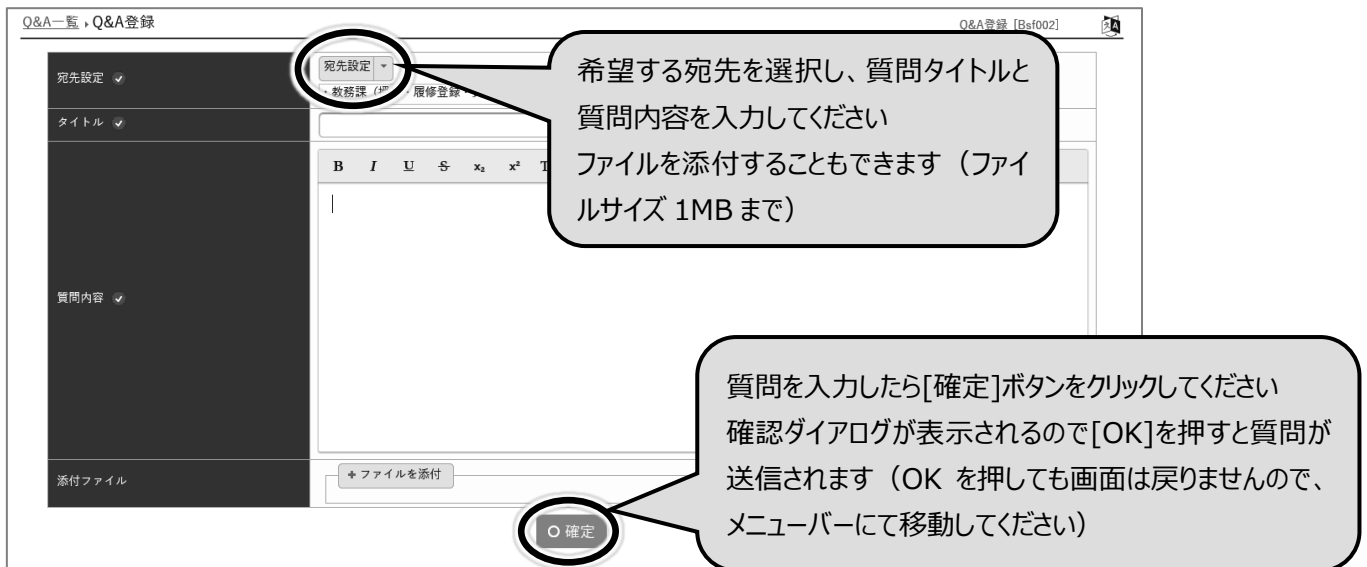 Q&A一覧 › Q&A登録
Q&A登録 [Bsf002]
宛先設定
宛先設定
・教務課
・履修登録
希望する宛先を選択し、質問タイトルと
質問内容を入力してください
ファイルを添付することもできます（ファイ
ルサイズ 1MB まで）
タイトル
B I U S x₂ x² T
質問内容
質問を入力したら[確定]ボタンをクリックしてください
確認ダイアログが表示されるので[OK]を押すと質問が
送信されます（OK を押しても画面は戻りませんので、
メニューバーにて移動してください）
添付ファイル
+ ファイルを添付
確定